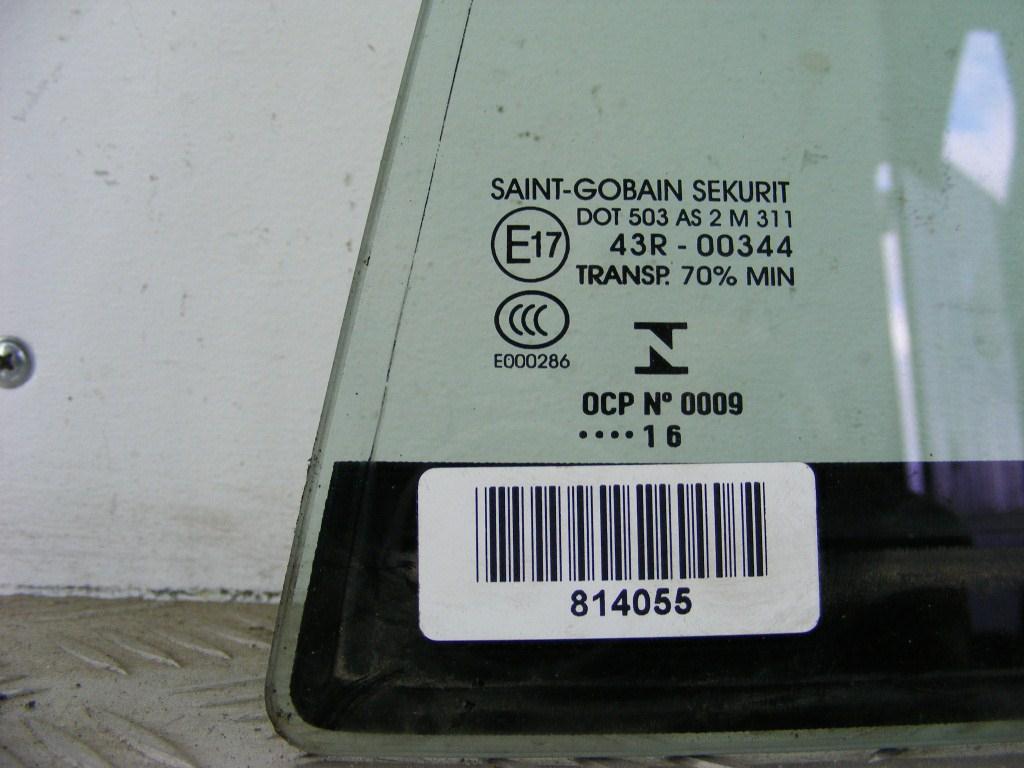 SAINT-GOBAIN SEKURIT
DOT 503 AS 2 M 311
E17 43R - 00344
TRANSP. 70% MIN
CCC
E000286
OCP Nº 0009
····16
814055